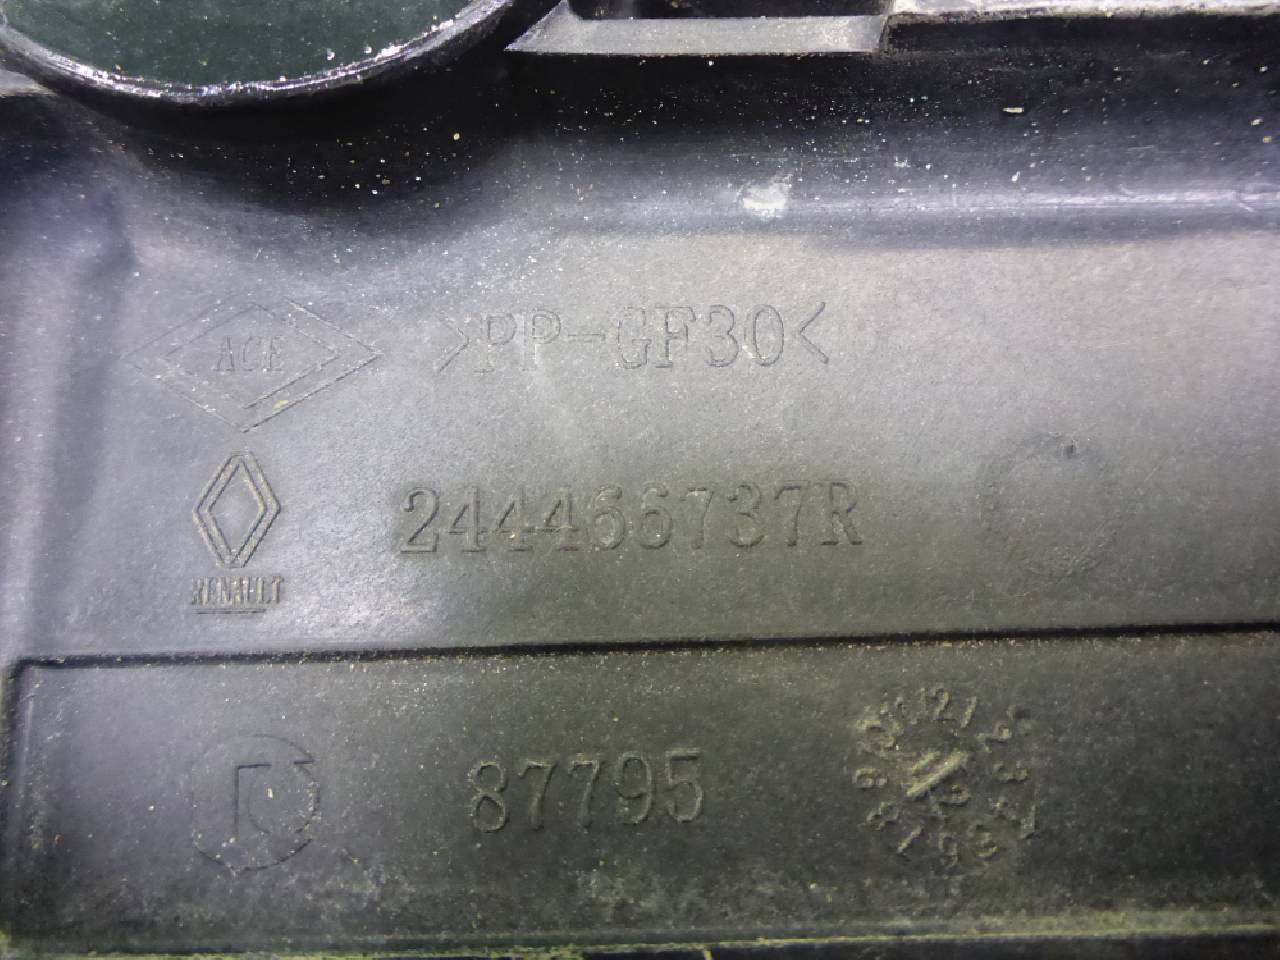 ACE >PP-GF30<
244466737R
RENAULT
87795